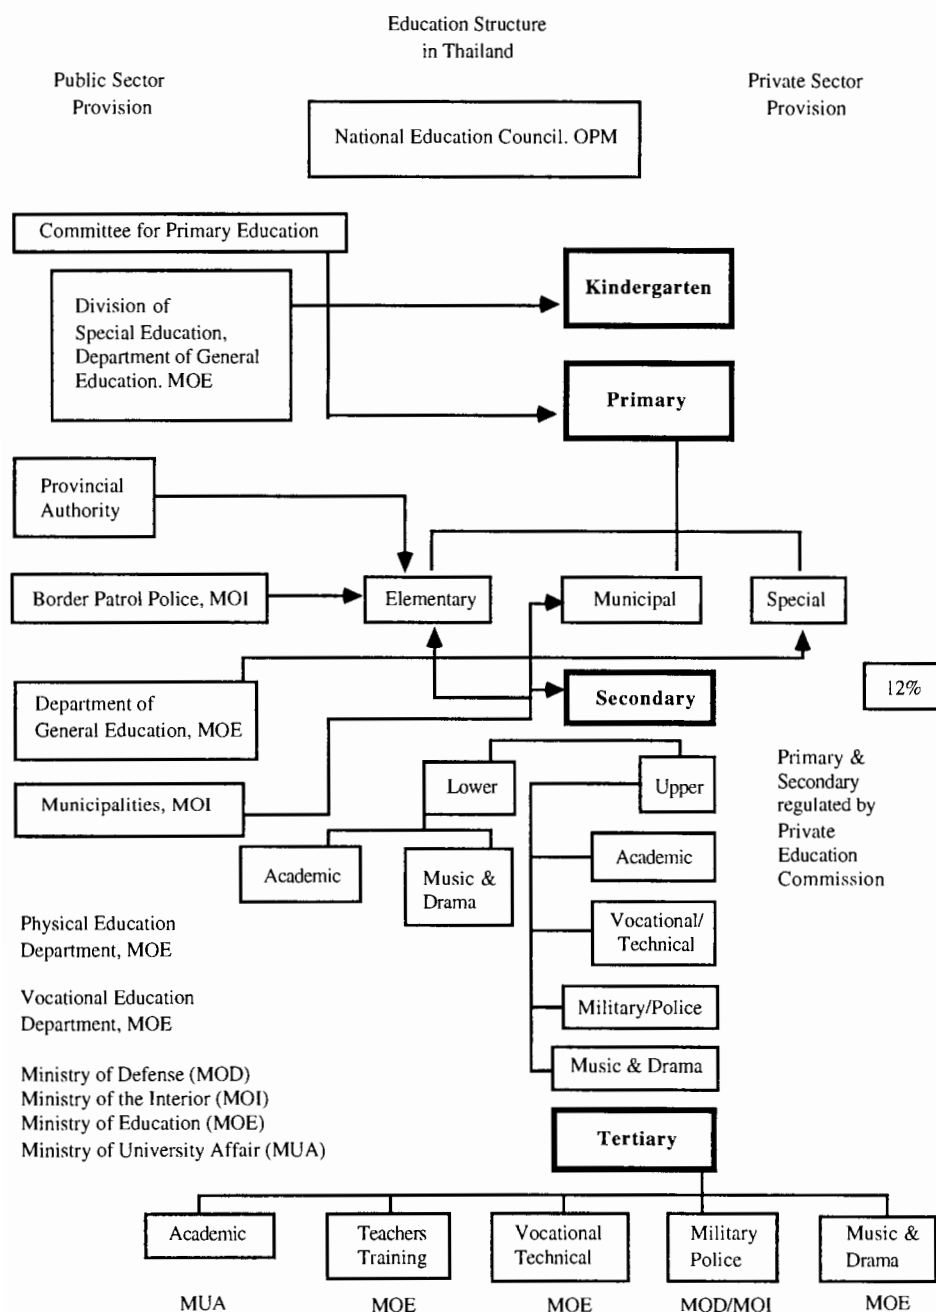 Education Structure
in Thailand
Public Sector
Provision
Private Sector
Provision
National Education Council. OPM
Committee for Primary Education
Kindergarten
Division of
Special Education,
Department of General
Education. MOE
Primary
Provincial
Authority
Border Patrol Police, MOI
Elementary
Municipal
Special
Department of
General Education, MOE
Secondary
12%
Municipalities, MOI
Lower
Upper
Primary &
Secondary
regulated by
Private
Education
Commission
Academic
Music &
Drama
Academic
Vocational/
Technical
Military/Police
Music & Drama
Physical Education
Department, MOE
Vocational Education
Department, MOE
Ministry of Defense (MOD)
Ministry of the Interior (MOI)
Ministry of Education (MOE)
Ministry of University Affair (MUA)
Tertiary
Academic
Teachers
Training
Vocational
Technical
Military
Police
Music &
Drama
MUA
MOE
MOE
MOD/MOI
MOE